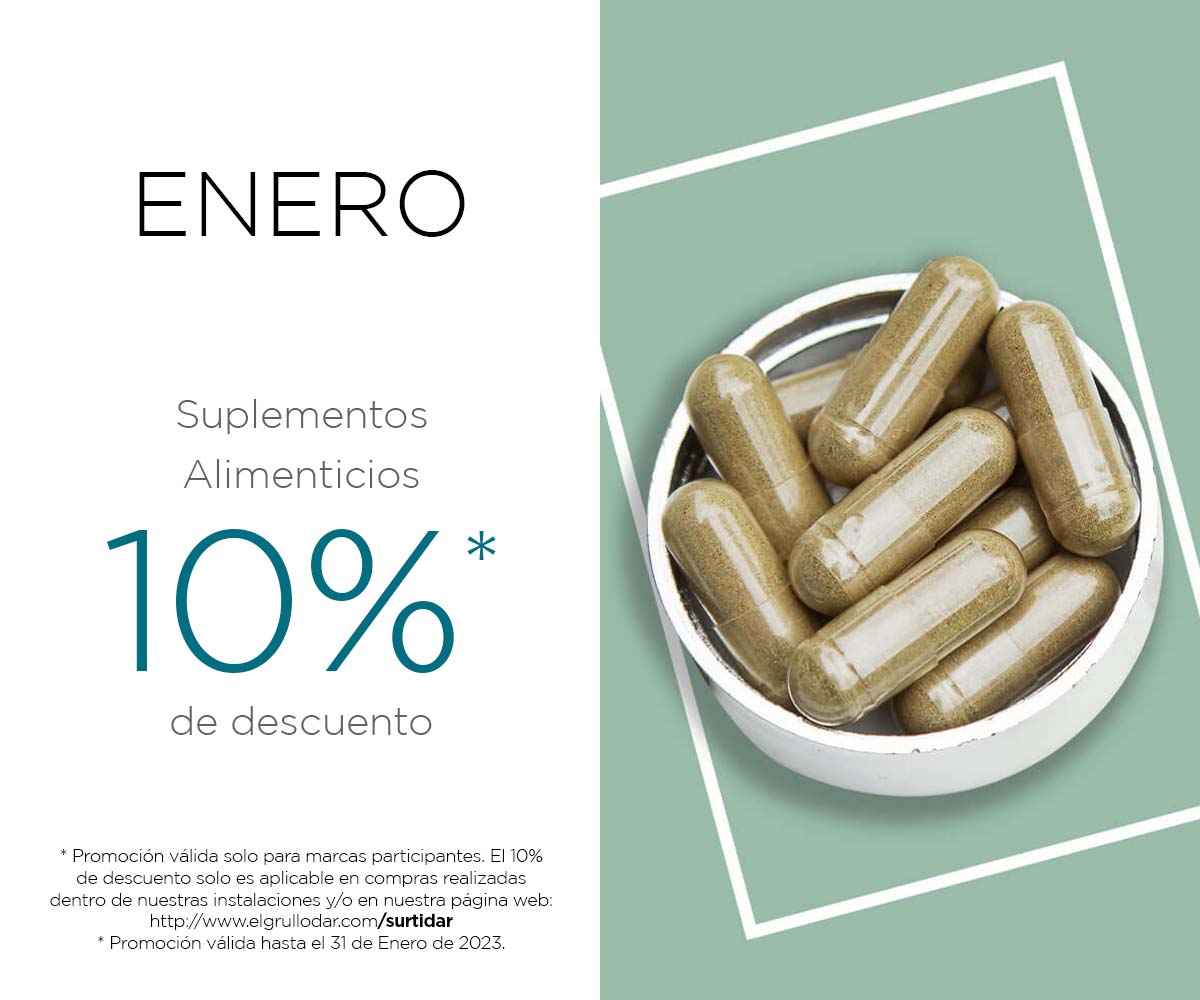 ENERO
Suplementos
Alimenticios
10%*
de descuento
* Promoción válida solo para marcas participantes. El 10%
de descuento solo es aplicable en compras realizadas
dentro de nuestras instalaciones y/o en nuestra página web:
http://www.elgrullodar.com/surtidar
* Promoción válida hasta el 31 de Enero de 2023.